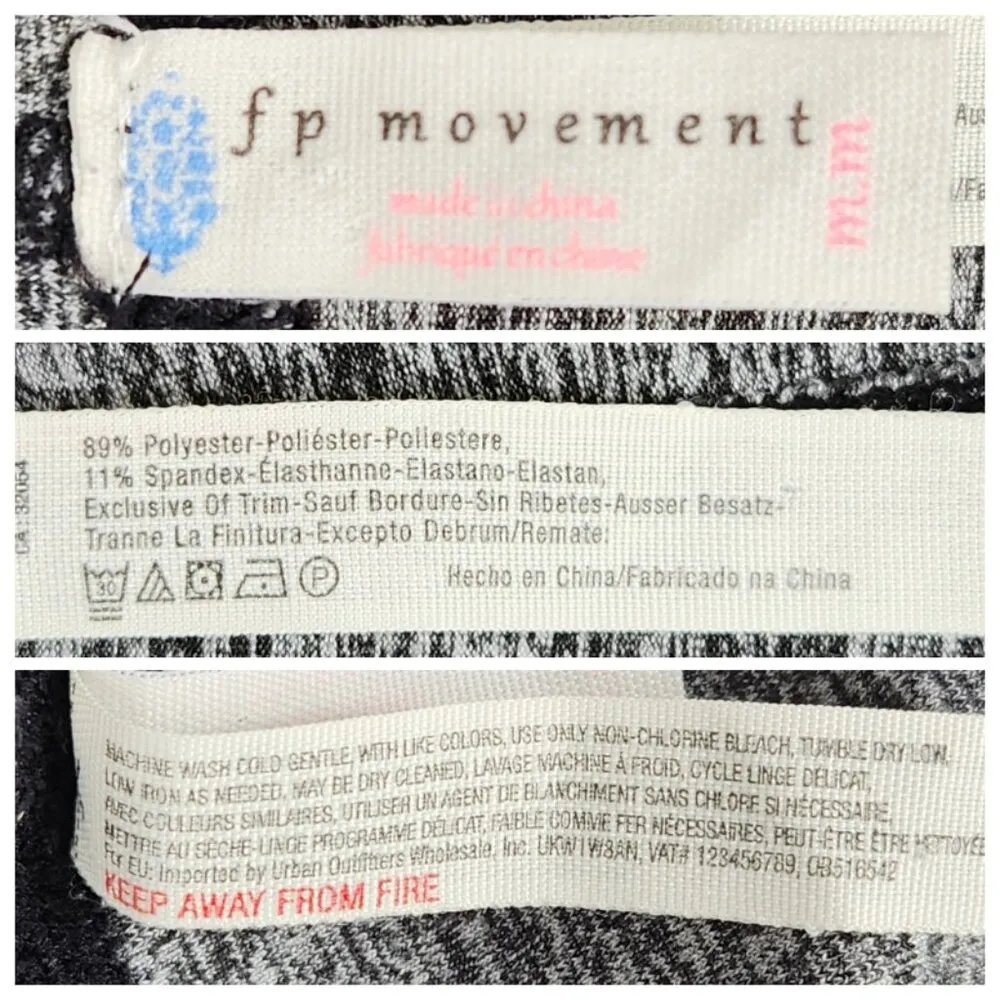 fp movement
m.m
made in china
fabriqué en chine
89% Polyester-Poliéster-Poliestere,
11% Spandex-Élasthanne-Elastano-Elastan,
Exclusive Of Trim-Sauf Bordure-Sin Ribetes-Ausser Besatz-
Tranne La Finitura-Excepto Debrum/Remate:
30
P
Hecho en China/Fabricado na China
MACHINE WASH COLD GENTLE, WITH LIKE COLORS, USE ONLY NON-CHLORINE BLEACH, TUMBLE DRY LOW,
LOW IRON AS NEEDED, MAY BE DRY CLEANED, LAVAGE MACHINE À FROID, CYCLE LINGE DELICAT,
AVEC COULEURS SIMILAIRES, UTILISER UN AGENT DE BLANCHIMENT SANS CHLORE SI NÉCESSAIRE,
METTRE AU SÈCHE-LINGE PROGRAMME DÉLICAT, FAIBLE COMME FER NÉCESSAIRES, PEUT-ÊTRE ÊTRE
For EU: Imported by Urban Outfitters Wholesale, Inc. UKW1W8AN, VAT# 123456789, GB516542
KEEP AWAY FROM FIRE